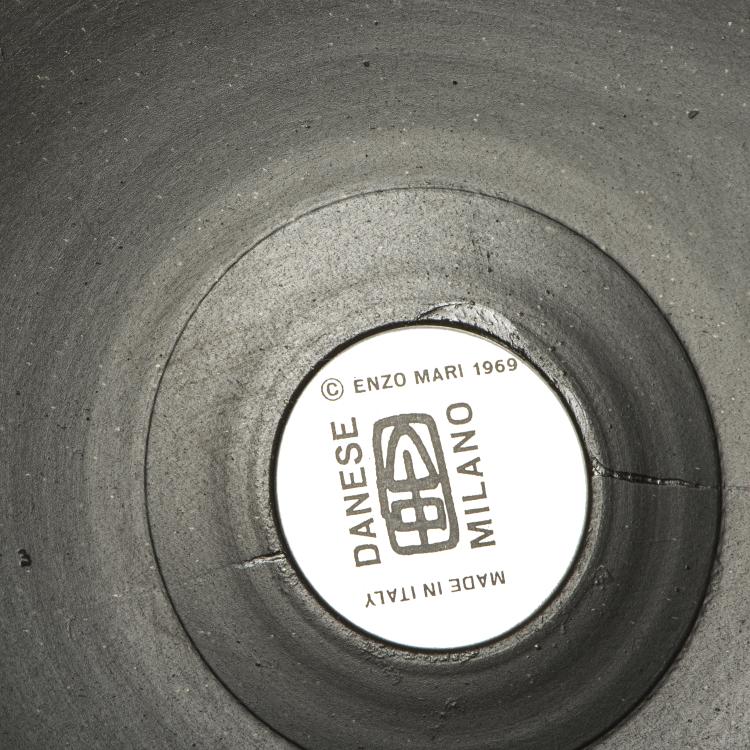 © ENZO MARI 1969
DANESE
MILANO
MADE IN ITALY